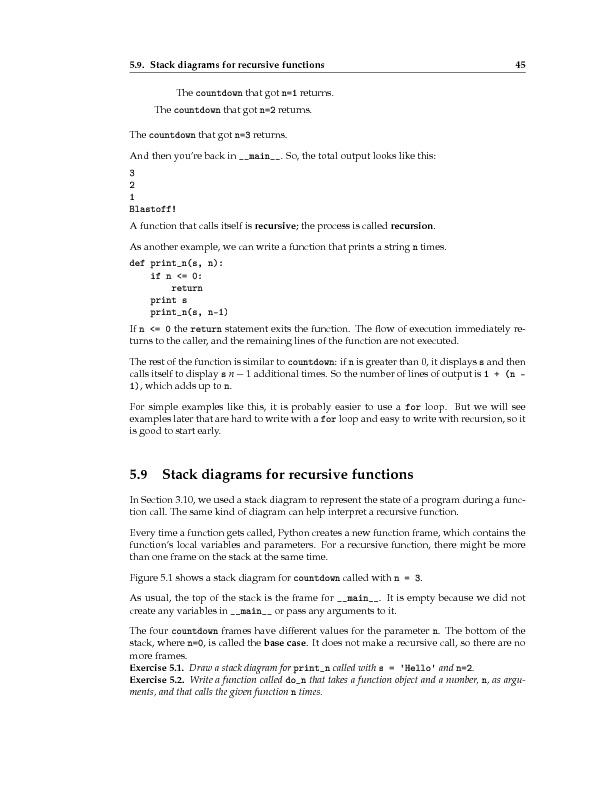 5.9. Stack diagrams for recursive functions 45
The countdown that got n=1 returns.
The countdown that got n=2 returns.
The countdown that got n=3 returns.
And then you're back in __main__. So, the total output looks like this:
3
2
1
Blastoff!
A function that calls itself is recursive; the process is called recursion.
As another example, we can write a function that prints a string n times.
def print_n(s, n):
    if n <= 0:
        return
    print s
    print_n(s, n-1)
If n <= 0 the return statement exits the function. The flow of execution immediately re-
turns to the caller, and the remaining lines of the function are not executed.
The rest of the function is similar to countdown: if n is greater than 0, it displays s and then
calls itself to display s n − 1 additional times. So the number of lines of output is 1 + (n -
1), which adds up to n.
For simple examples like this, it is probably easier to use a for loop. But we will see
examples later that are hard to write with a for loop and easy to write with recursion, so it
is good to start early.
5.9 Stack diagrams for recursive functions
In Section 3.10, we used a stack diagram to represent the state of a program during a func-
tion call. The same kind of diagram can help interpret a recursive function.
Every time a function gets called, Python creates a new function frame, which contains the
function's local variables and parameters. For a recursive function, there might be more
than one frame on the stack at the same time.
Figure 5.1 shows a stack diagram for countdown called with n = 3.
As usual, the top of the stack is the frame for __main__. It is empty because we did not
create any variables in __main__ or pass any arguments to it.
The four countdown frames have different values for the parameter n. The bottom of the
stack, where n=0, is called the base case. It does not make a recursive call, so there are no
more frames.
Exercise 5.1. Draw a stack diagram for print_n called with s = 'Hello' and n=2.
Exercise 5.2. Write a function called do_n that takes a function object and a number, n, as argu-
ments, and that calls the given function n times.